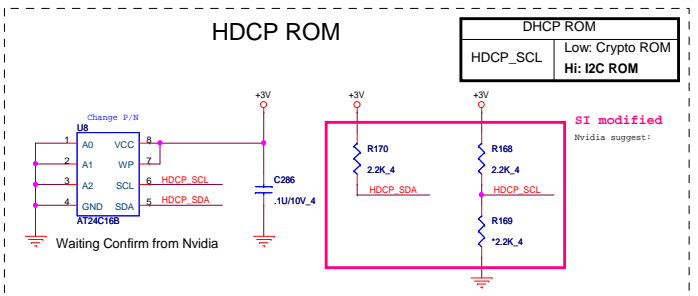 HDCP ROM
DHCP ROM
HDCP_SCL
Low: Crypto ROM
Hi: I2C ROM
Change P/N
U8
1 A0 VCC 8
2 A1 WP 7
3 A2 SCL 6 HDCP_SCL
4 GND SDA 5 HDCP_SDA
AT24C16B
Waiting Confirm from Nvidia
+3V
C286
.1U/10V_4
+3V
R170
2.2K_4
HDCP_SDA
+3V
R168
2.2K_4
HDCP_SCL
R169
*2.2K_4
SI modified
Nvidia suggest: